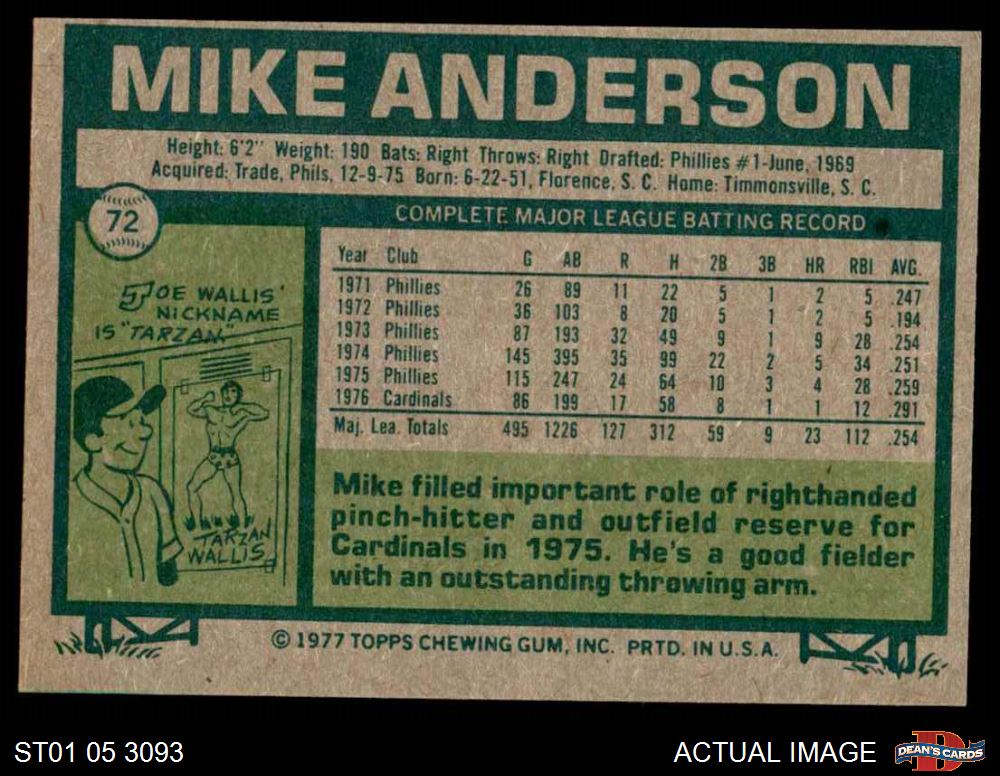 MIKE ANDERSON
Height: 6'2" Weight: 190 Bats: Right Throws: Right Drafted: Phillies #1-June, 1969
Acquired: Trade, Phils, 12-9-75 Born: 6-22-51, Florence, S. C. Home: Timmonsville, S. C.
72
COMPLETE MAJOR LEAGUE BATTING RECORD
JOE WALLIS'
NICKNAME
IS "TARZAN"
TARZAN
WALLIS
Year Club G AB R H 2B 3B HR RBI AVG.
1971 Phillies 26 89 11 22 5 1 2 5 .247
1972 Phillies 36 103 8 20 5 1 2 5 .194
1973 Phillies 87 193 32 49 9 1 9 28 .254
1974 Phillies 145 395 35 99 22 2 5 34 .251
1975 Phillies 115 247 24 64 10 3 4 28 .259
1976 Cardinals 86 199 17 58 8 1 1 12 .291
Maj. Lea. Totals 495 1226 127 312 59 9 23 112 .254
Mike filled important role of righthanded
pinch-hitter and outfield reserve for
Cardinals in 1975. He's a good fielder
with an outstanding throwing arm.
© 1977 TOPPS CHEWING GUM, INC. PRTD. IN U.S.A.
ST01 05 3093
ACTUAL IMAGE
DEAN'S CARDS